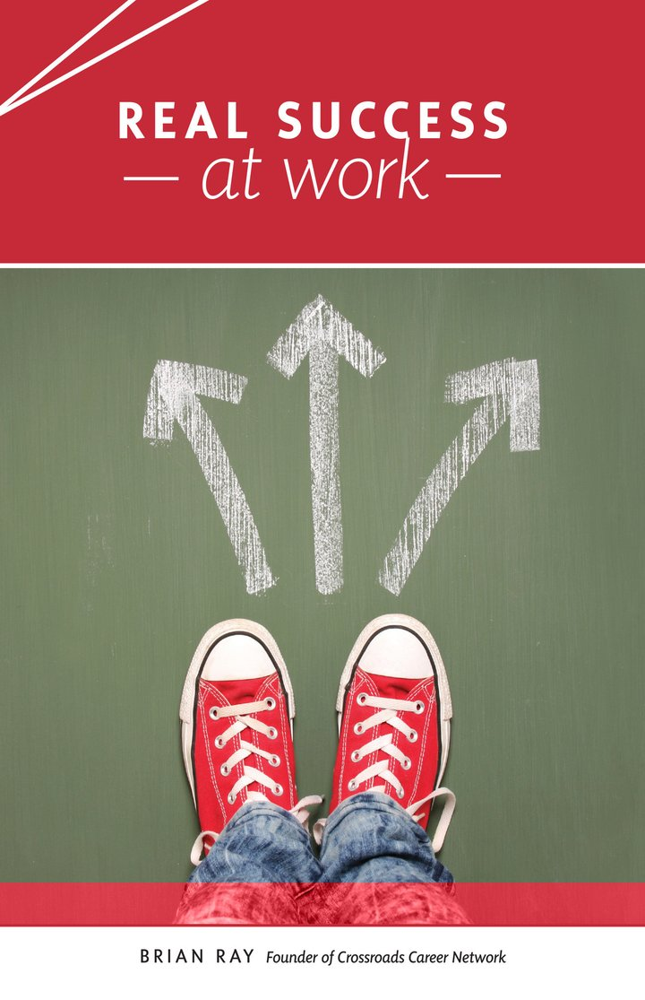 REAL SUCCESS
— at work —
BRIAN RAY Founder of Crossroads Career Network